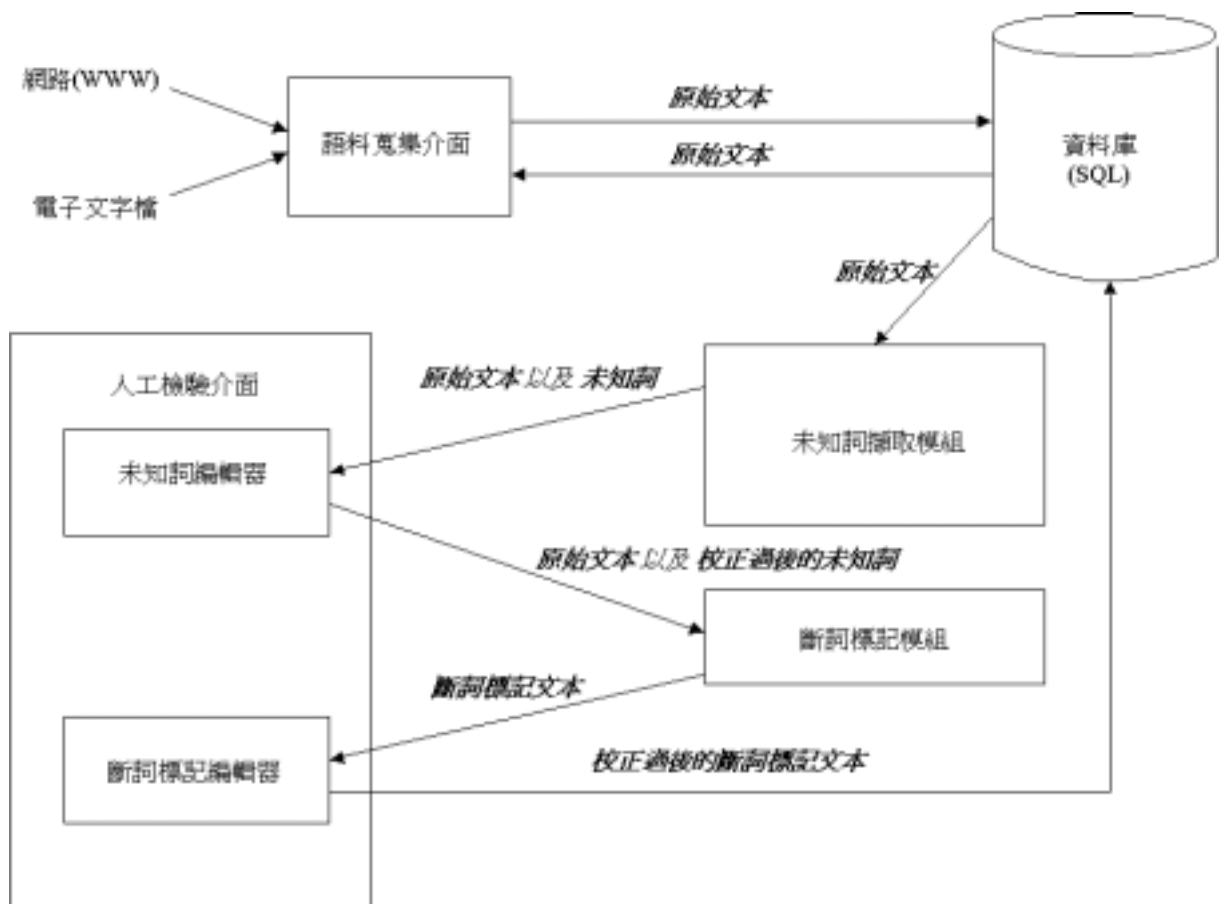 網路(WWW)
電子文字檔
語料蒐集介面
原始文本
原始文本
資料庫
(SQL)
原始文本
人工檢驗介面
原始文本 以及 未知詞
未知詞擷取模組
未知詞編輯器
原始文本 以及 校正過後的未知詞
斷詞標記模組
斷詞標記文本
斷詞標記編輯器
校正過後的斷詞標記文本